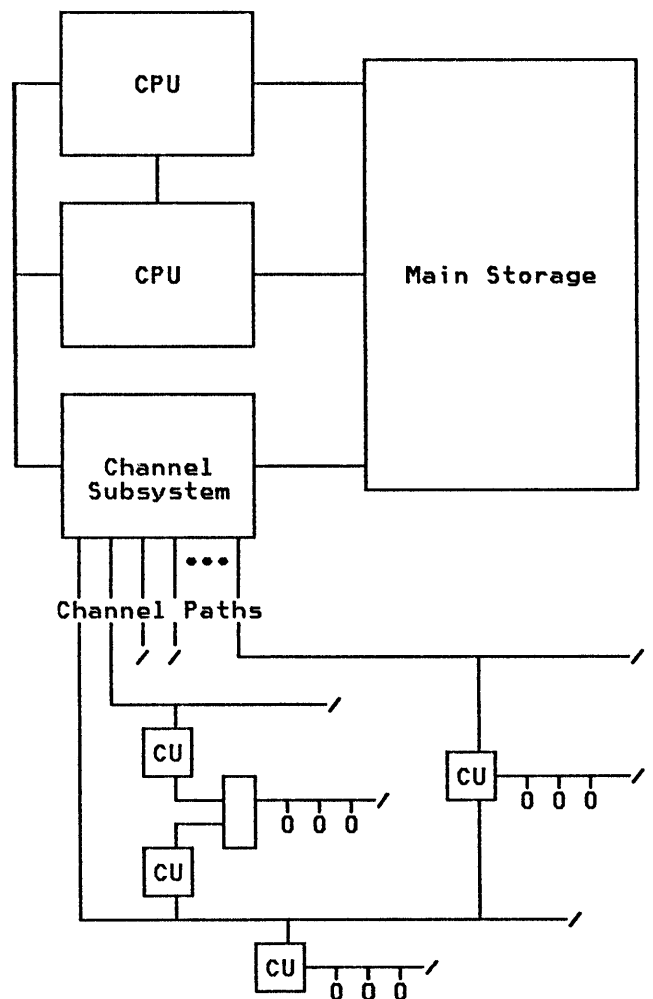 CPU
CPU
Main Storage
Channel
Subsystem
Channel Paths
CU
CU
CU
CU